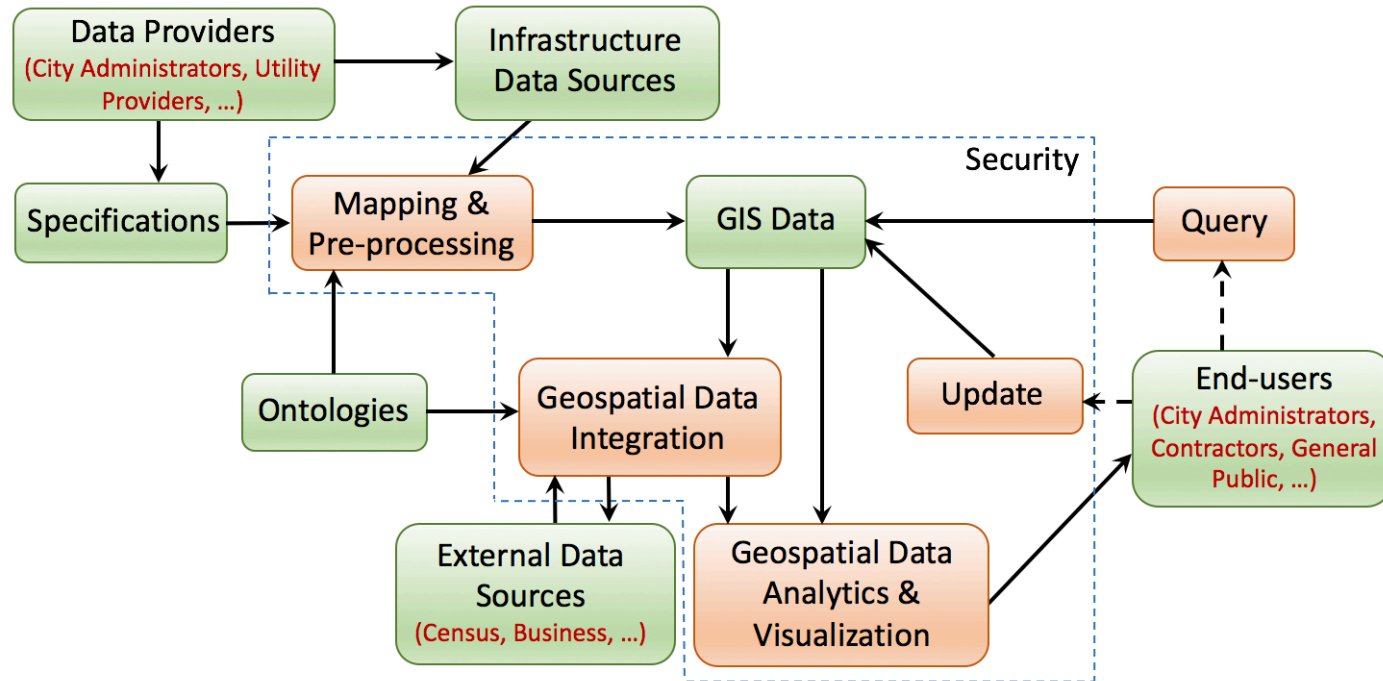 Data Providers
(City Administrators, Utility
Providers, ...)
Infrastructure
Data Sources
Security
Specifications
Mapping &
Pre-processing
GIS Data
Query
Ontologies
Geospatial Data
Integration
Update
End-users
(City Administrators,
Contractors, General
Public, ...)
External Data
Sources
(Census, Business, ...)
Geospatial Data
Analytics &
Visualization